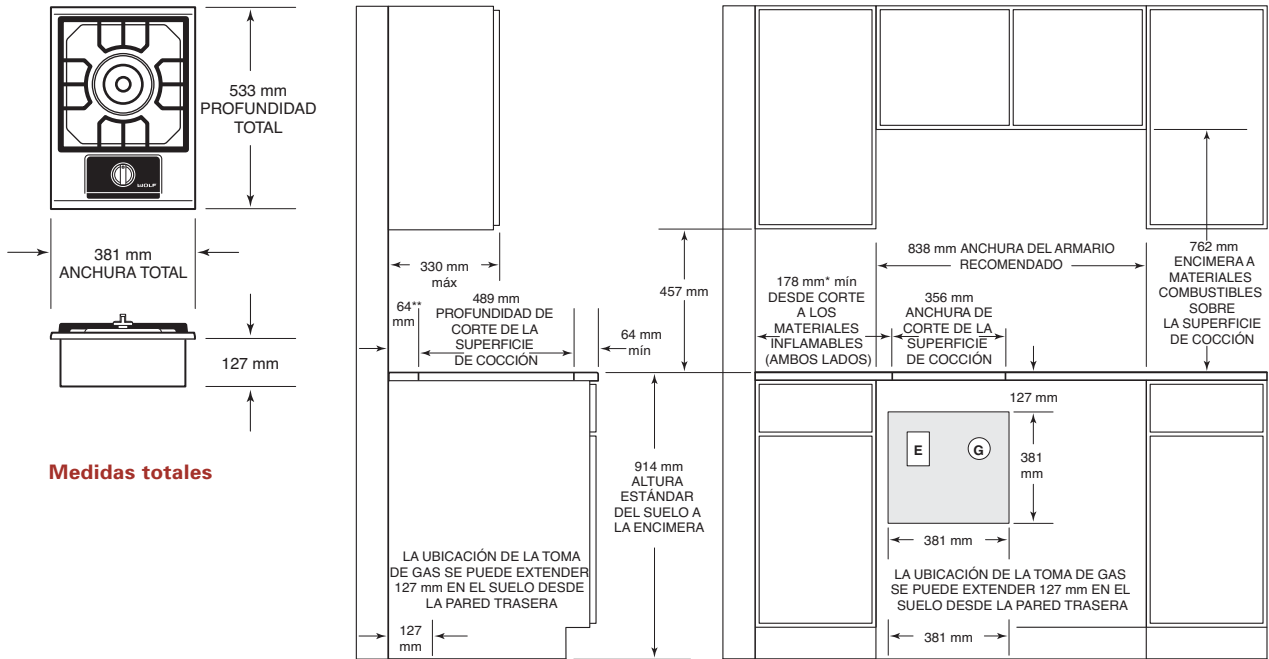 533 mm
PROFUNDIDAD
TOTAL
WOLF
381 mm
ANCHURA TOTAL
127 mm
Medidas totales
330 mm
máx
64**
mm
489 mm
PROFUNDIDAD DE
CORTE DE LA
SUPERFICIE
DE COCCIÓN
64 mm
mín
457 mm
914 mm
ALTURA
ESTÁNDAR
DEL SUELO A
LA ENCIMERA
LA UBICACIÓN DE LA TOMA
DE GAS SE PUEDE EXTENDER
127 mm EN EL SUELO DESDE
LA PARED TRASERA
127
mm
838 mm ANCHURA DEL ARMARIO
RECOMENDADO
178 mm* mín
DESDE CORTE
A LOS
MATERIALES
INFLAMABLES
(AMBOS LADOS)
356 mm
ANCHURA DE
CORTE DE LA
SUPERFICIE
DE COCCIÓN
762 mm
ENCIMERA A
MATERIALES
COMBUSTIBLES
SOBRE
LA SUPERFICIE
DE COCCIÓN
127 mm
E
G
381
mm
381 mm
LA UBICACIÓN DE LA TOMA DE GAS
SE PUEDE EXTENDER 127 mm EN EL
SUELO DESDE LA PARED TRASERA
381 mm